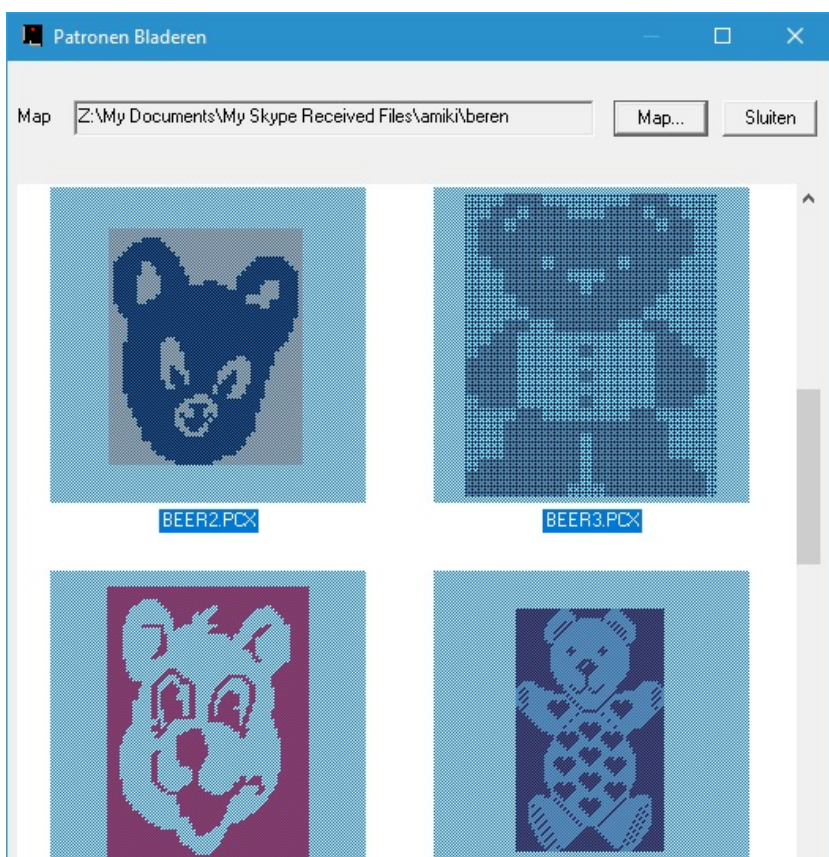 Patronen Bladeren
Map Z:\My Documents\My Skype Received Files\amiki\beren Map... Sluiten
BEER2.PCX BEER3.PCX